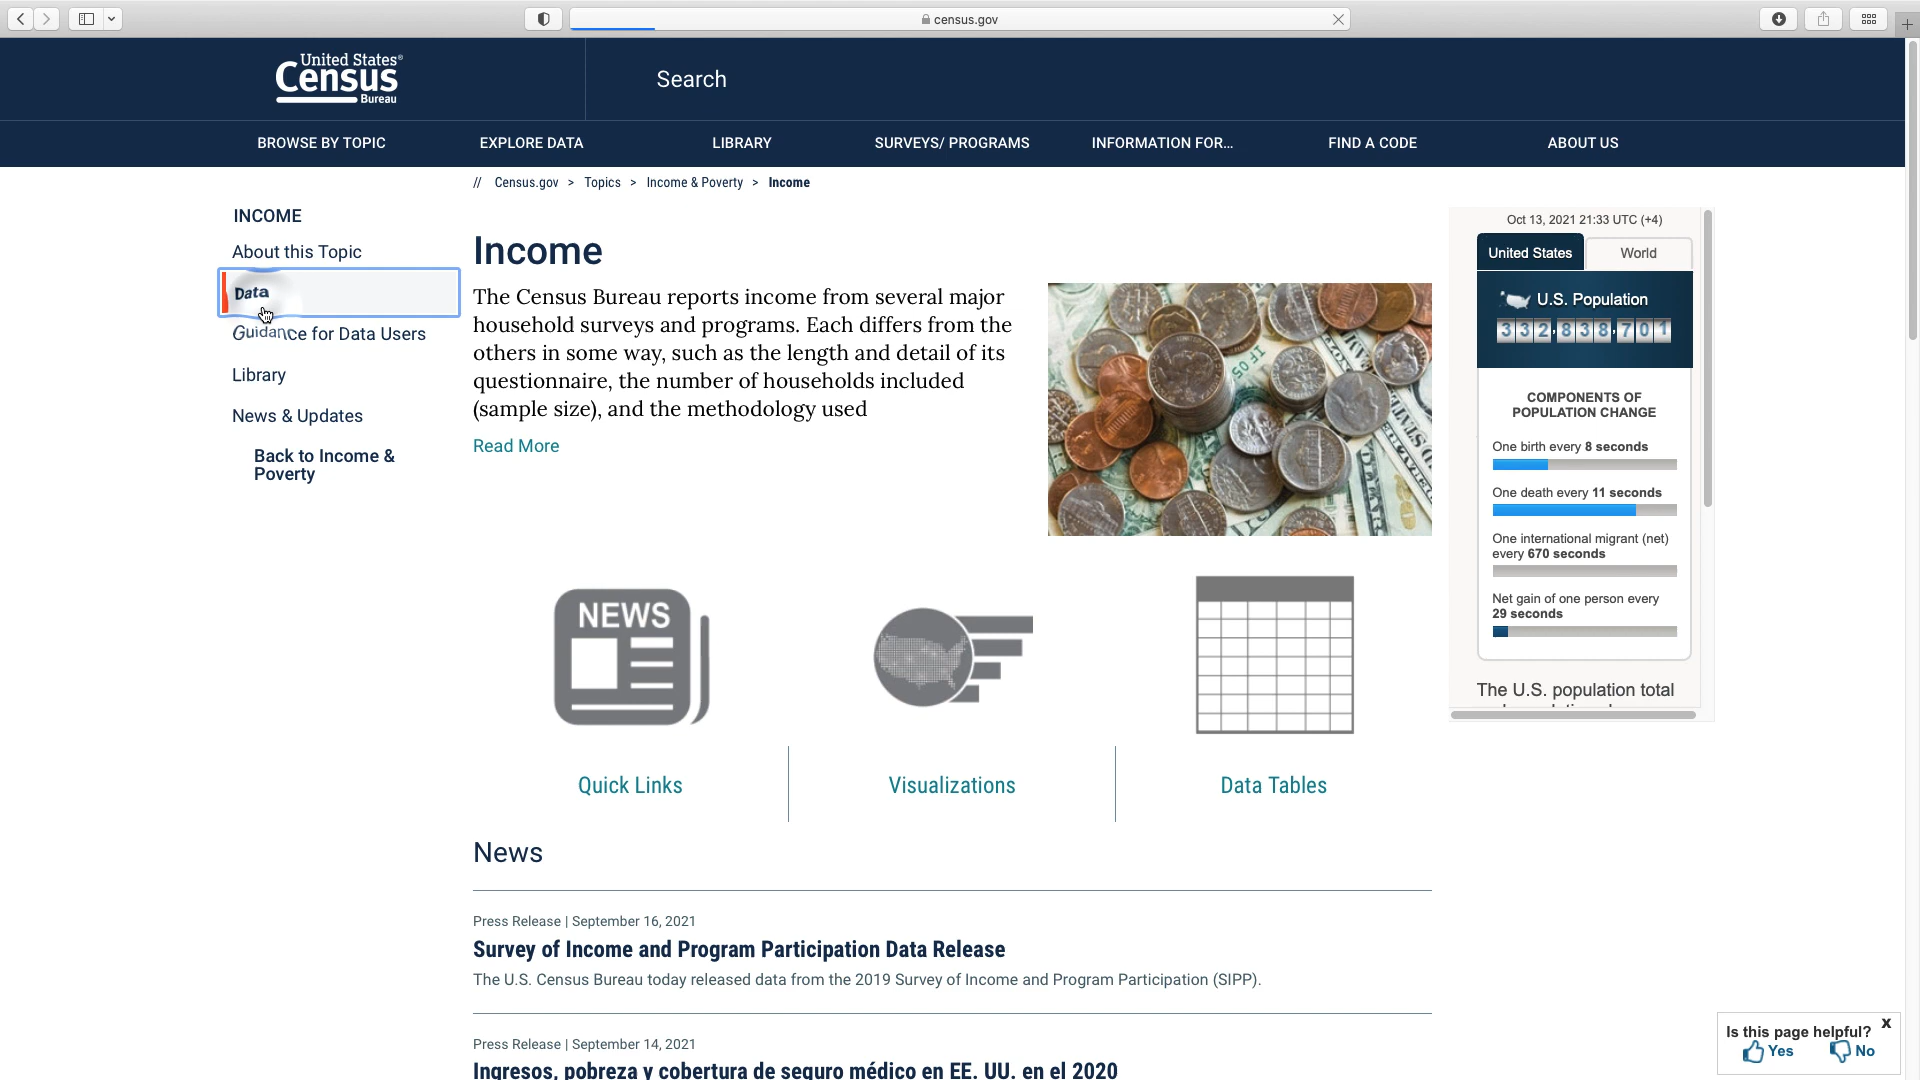 census.gov
United States®
Census
Bureau
Search
BROWSE BY TOPIC
EXPLORE DATA
LIBRARY
SURVEYS/ PROGRAMS
INFORMATION FOR...
FIND A CODE
ABOUT US
// Census.gov > Topics > Income & Poverty > Income
INCOME
About this Topic
Data
Guidance for Data Users
Library
News & Updates
Back to Income &
Poverty
Income
The Census Bureau reports income from several major
household surveys and programs. Each differs from the
others in some way, such as the length and detail of its
questionnaire, the number of households included
(sample size), and the methodology used
Read More
Oct 13, 2021 21:33 UTC (+4)
United States
World
U.S. Population
332,838,701
COMPONENTS OF
POPULATION CHANGE
One birth every 8 seconds
One death every 11 seconds
One international migrant (net)
every 670 seconds
Net gain of one person every
29 seconds
The U.S. population total
NEWS
Quick Links
Visualizations
Data Tables
News
Press Release | September 16, 2021
Survey of Income and Program Participation Data Release
The U.S. Census Bureau today released data from the 2019 Survey of Income and Program Participation (SIPP).
Press Release | September 14, 2021
Ingresos, pobreza y cobertura de seguro médico en EE. UU. en el 2020
Is this page helpful?
X
Yes
No